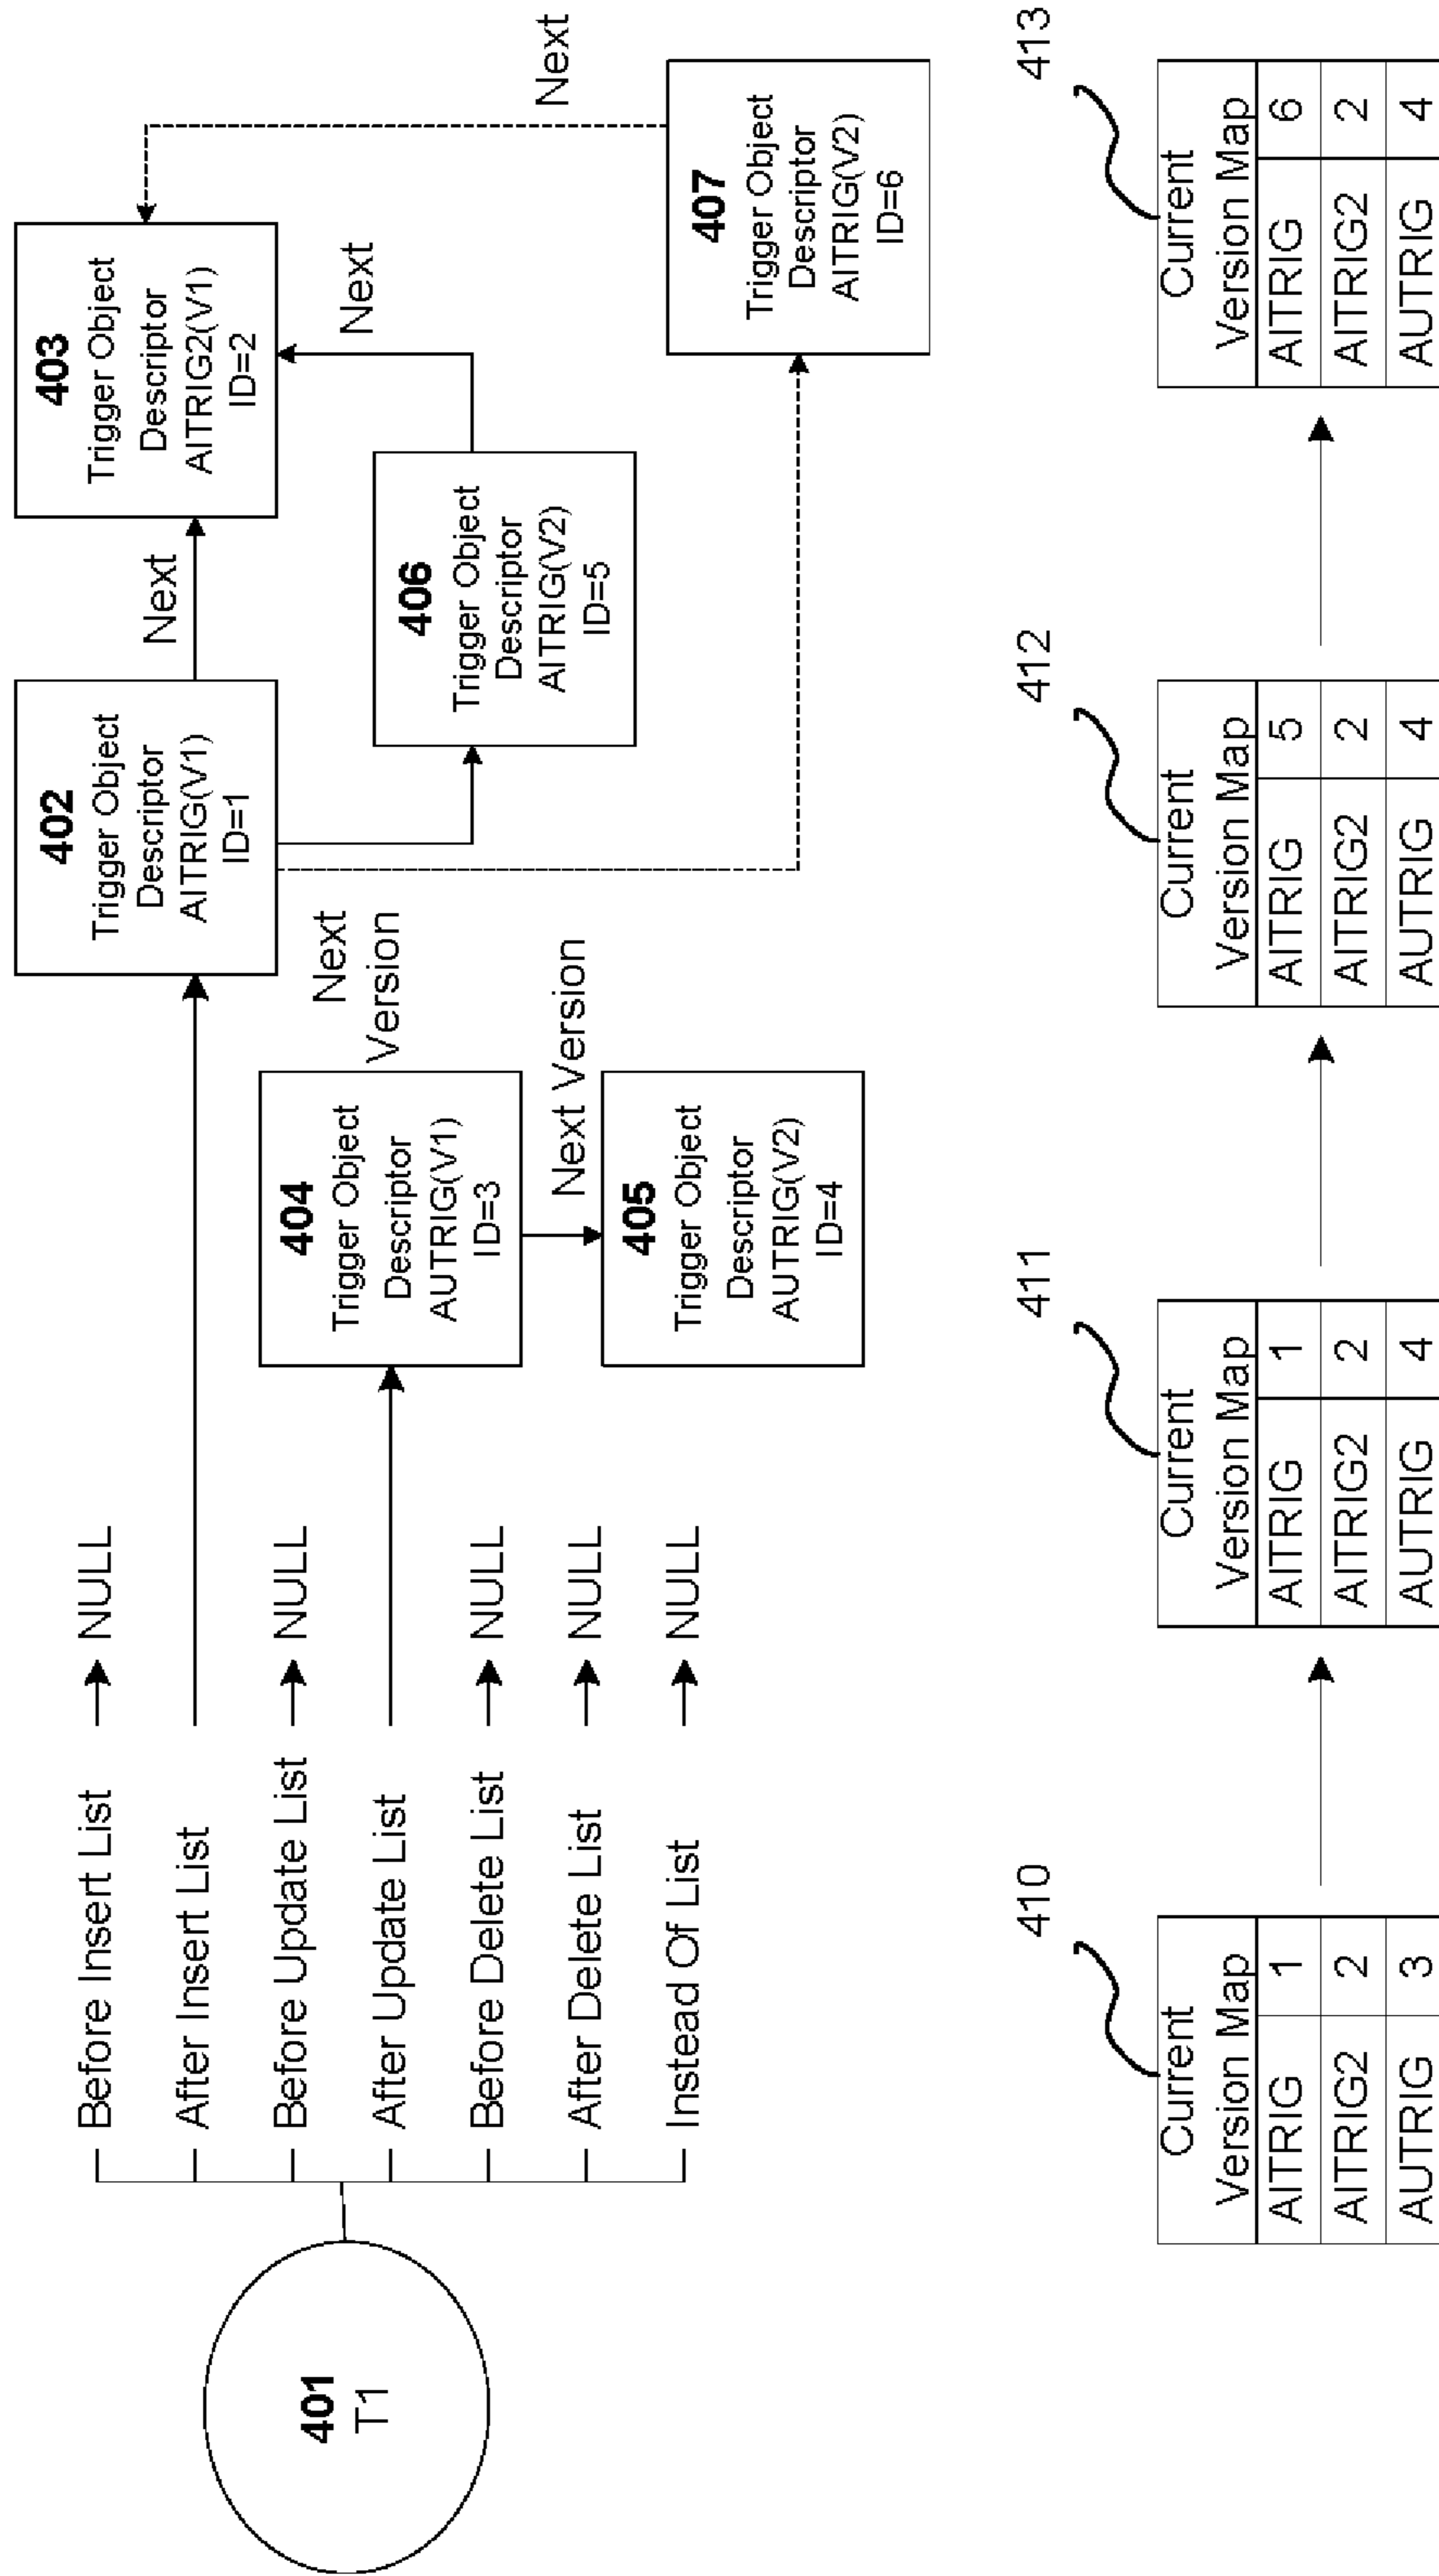 401
T1
Before Insert List
NULL
After Insert List
Before Update List
NULL
After Update List
Before Delete List
NULL
After Delete List
NULL
Instead Of List
NULL
402
Trigger Object
Descriptor
AITRIG(V1)
ID=1
Next
403
Trigger Object
Descriptor
AITRIG2(V1)
ID=2
Next
Version
404
Trigger Object
Descriptor
AUTRIG(V1)
ID=3
Next Version
405
Trigger Object
Descriptor
AUTRIG(V2)
ID=4
406
Trigger Object
Descriptor
AITRIG(V2)
ID=5
Next
407
Trigger Object
Descriptor
AITRIG(V2)
ID=6
Next
410
Current
Version Map
AITRIG 1
AITRIG2 2
AUTRIG 3
411
Current
Version Map
AITRIG 1
AITRIG2 2
AUTRIG 4
412
Current
Version Map
AITRIG 5
AITRIG2 2
AUTRIG 4
413
Current
Version Map
AITRIG 6
AITRIG2 2
AUTRIG 4